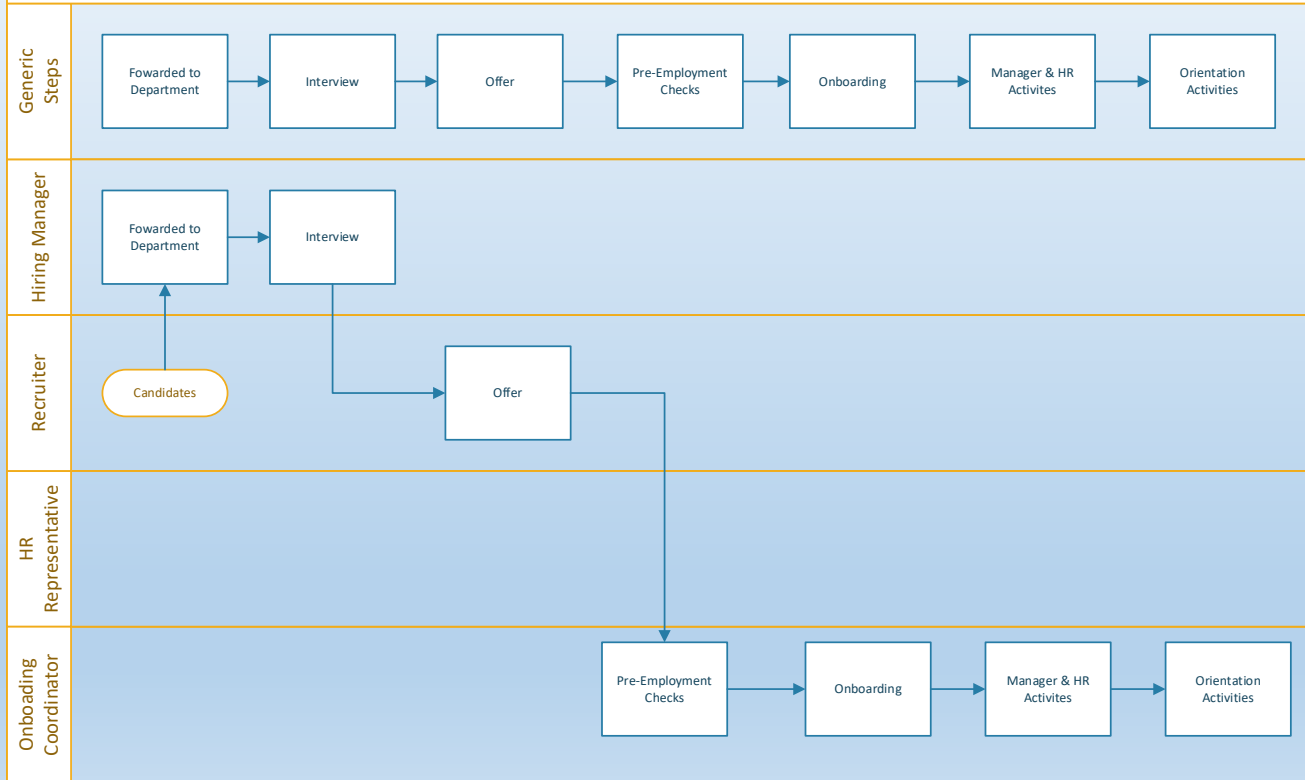 Generic
Steps
Fowarded to
Department
Interview
Offer
Pre-Employment
Checks
Onboarding
Manager & HR
Activites
Orientation
Activities
Hiring Manager
Fowarded to
Department
Interview
Recruiter
Candidates
Offer
HR
Representative
Onboading
Coordinator
Pre-Employment
Checks
Onboarding
Manager & HR
Activites
Orientation
Activities